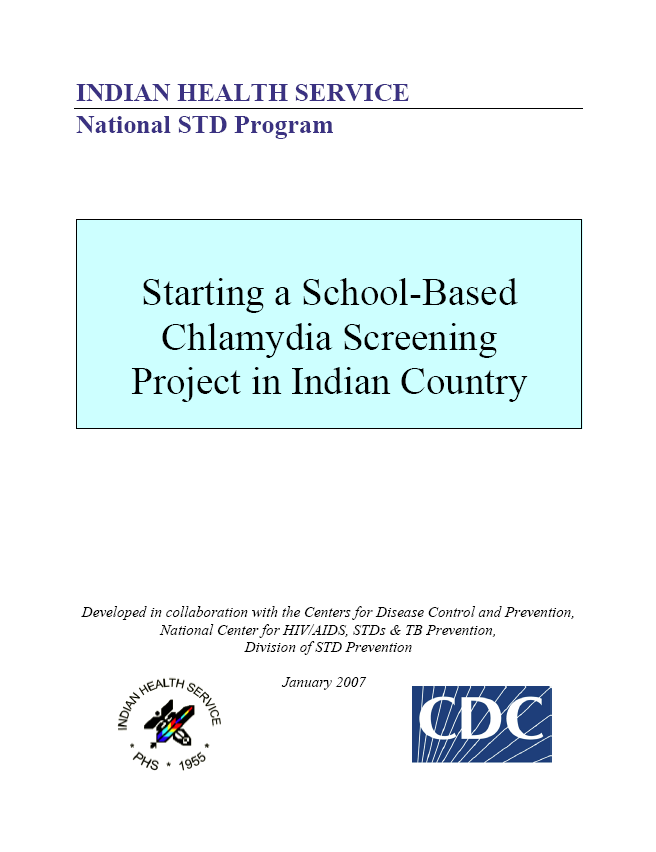 INDIAN HEALTH SERVICE
National STD Program
Starting a School-Based
Chlamydia Screening
Project in Indian Country
Developed in collaboration with the Centers for Disease Control and Prevention,
National Center for HIV/AIDS, STDs & TB Prevention,
Division of STD Prevention
January 2007
INDIAN HEALTH SERVICE
* PHS * 1955 *
CDC